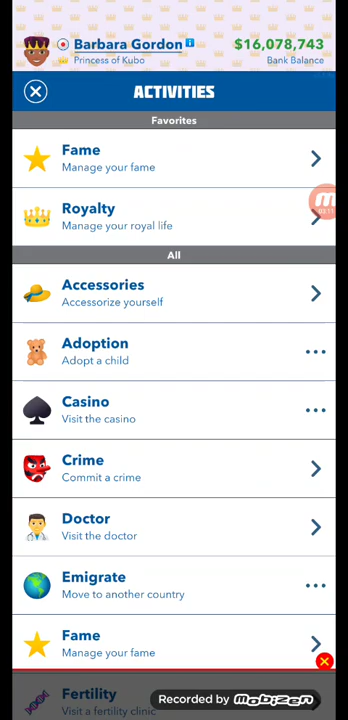 Barbara Gordon
$16,078,743
Princess of Kubo
Bank Balance
ACTIVITIES
Favorites
Fame
Manage your fame
Royalty
Manage your royal life
03:11
All
Accessories
Accessorize yourself
Adoption
Adopt a child
Casino
Visit the casino
Crime
Commit a crime
Doctor
Visit the doctor
Emigrate
Move to another country
Fame
Manage your fame
Fertility
Visit a fertility clinic
Recorded by mobizen